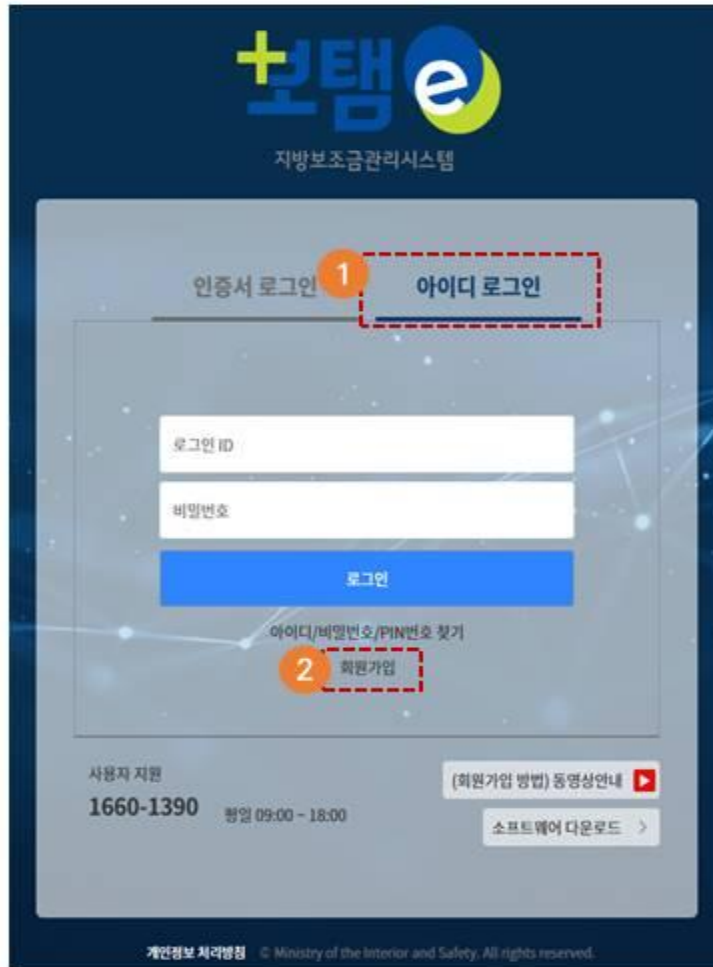 보탬e
지방보조금관리시스템
인증서 로그인 1 아이디 로그인
로그인 ID
비밀번호
로그인
아이디/비밀번호/PIN번호 찾기
2 회원가입
사용자 지원
1660-1390 평일 09:00 ~ 18:00
(회원가입 방법) 동영상안내
소프트웨어 다운로드 >
개인정보 처리방침 © Ministry of the Interior and Safety. All rights reserved.